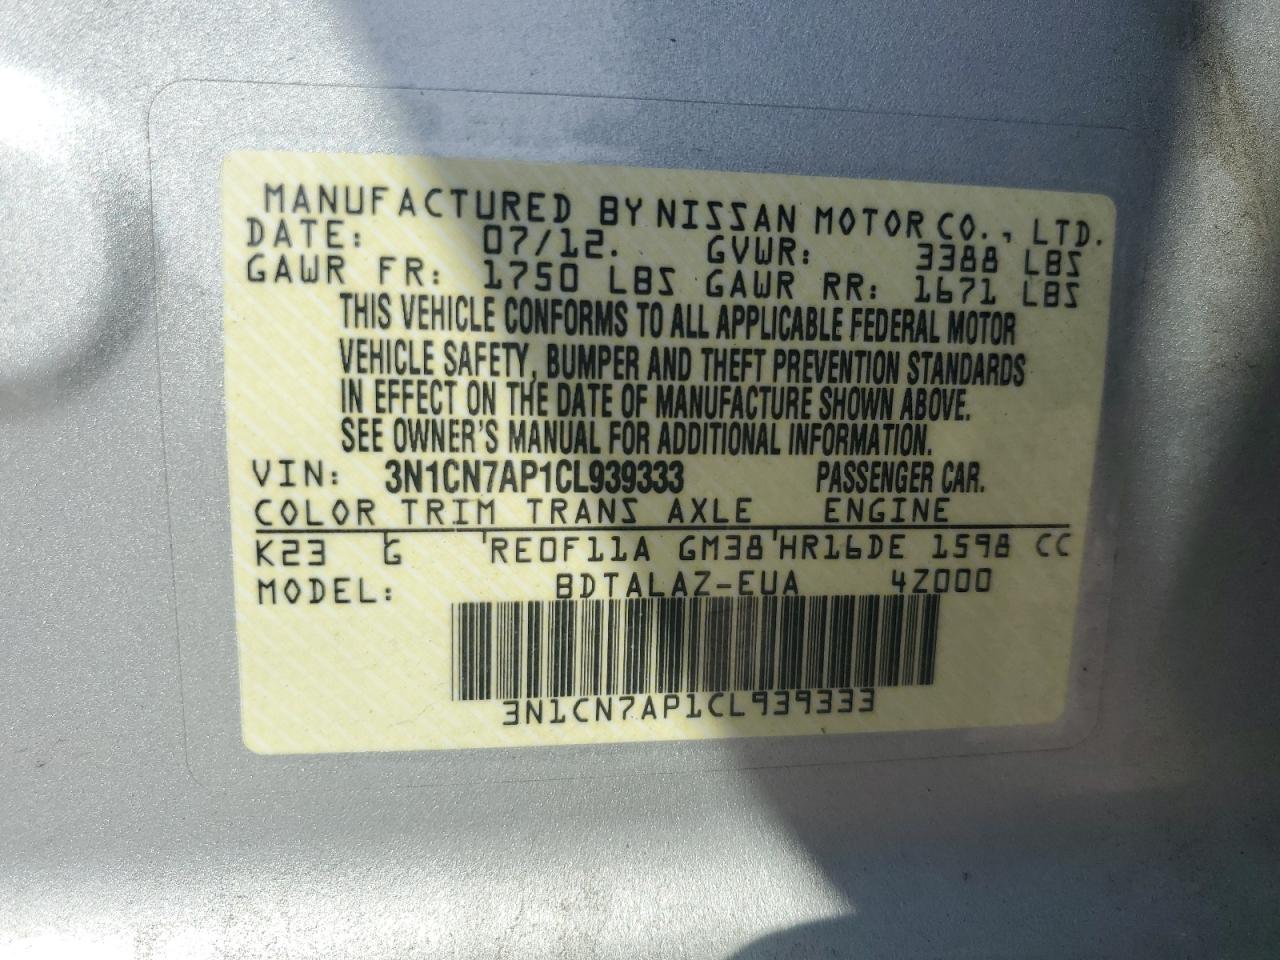 MANUFACTURED BY NISSAN MOTOR CO., LTD.
DATE: 07/12. GVWR: 3388 LBS
GAWR FR: 1750 LBS GAWR RR: 1671 LBS
THIS VEHICLE CONFORMS TO ALL APPLICABLE FEDERAL MOTOR
VEHICLE SAFETY, BUMPER AND THEFT PREVENTION STANDARDS
IN EFFECT ON THE DATE OF MANUFACTURE SHOWN ABOVE.
SEE OWNER'S MANUAL FOR ADDITIONAL INFORMATION.
VIN: 3N1CN7AP1CL939333 PASSENGER CAR.
COLOR TRIM TRANS AXLE ENGINE
K23 G RE0F11A GM38 HR16DE 1598 CC
MODEL: BDTALAZ-EUA 4Z000
3N1CN7AP1CL939333